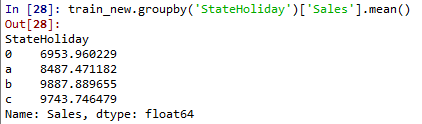 In [28]: train_new.groupby('StateHoliday')['Sales'].mean()
Out[28]:
StateHoliday
0    6953.960229
a    8487.471182
b    9887.889655
c    9743.746479
Name: Sales, dtype: float64